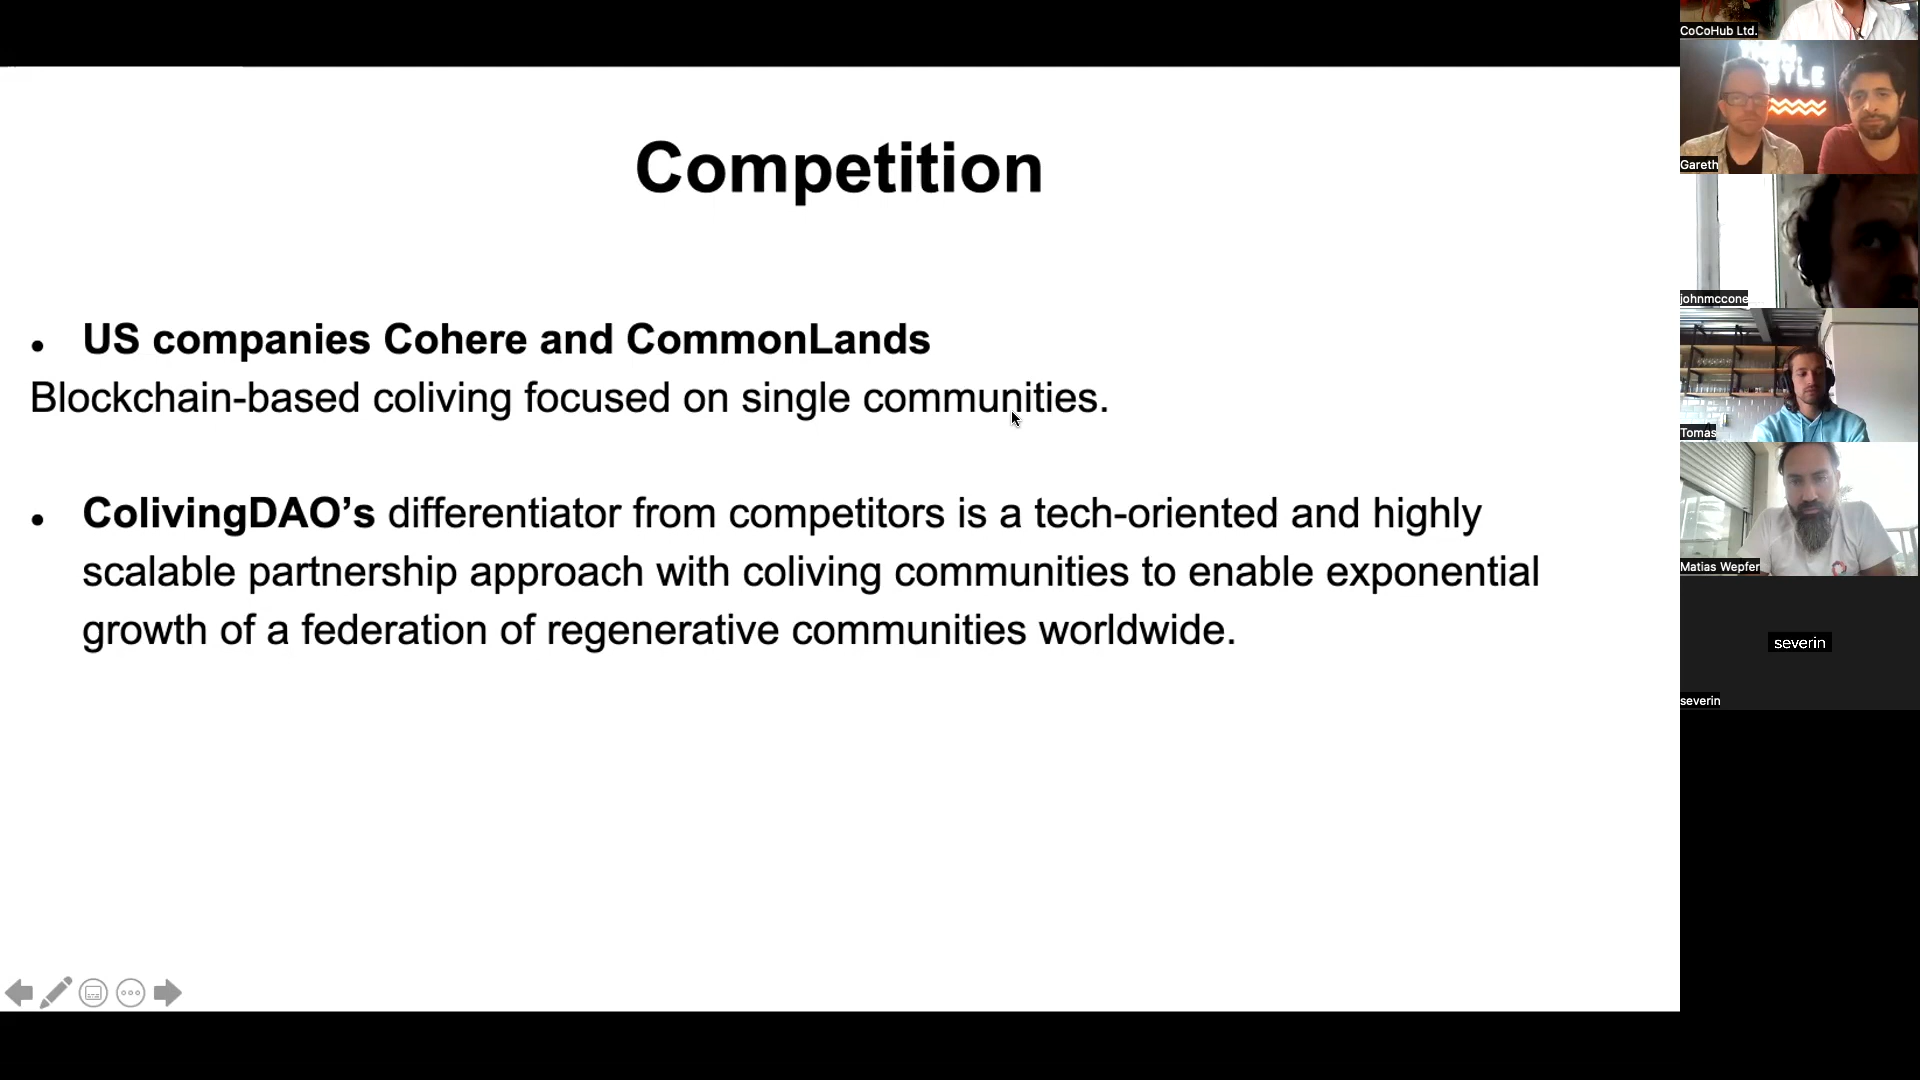 Competition
• US companies Cohere and CommonLands
Blockchain-based coliving focused on single communities.
• ColivingDAO’s differentiator from competitors is a tech-oriented and highly
scalable partnership approach with coliving communities to enable exponential
growth of a federation of regenerative communities worldwide.
CoCoHub Ltd.
Gareth
johnmccone
Tomas
Matias Wepfer
severin
severin